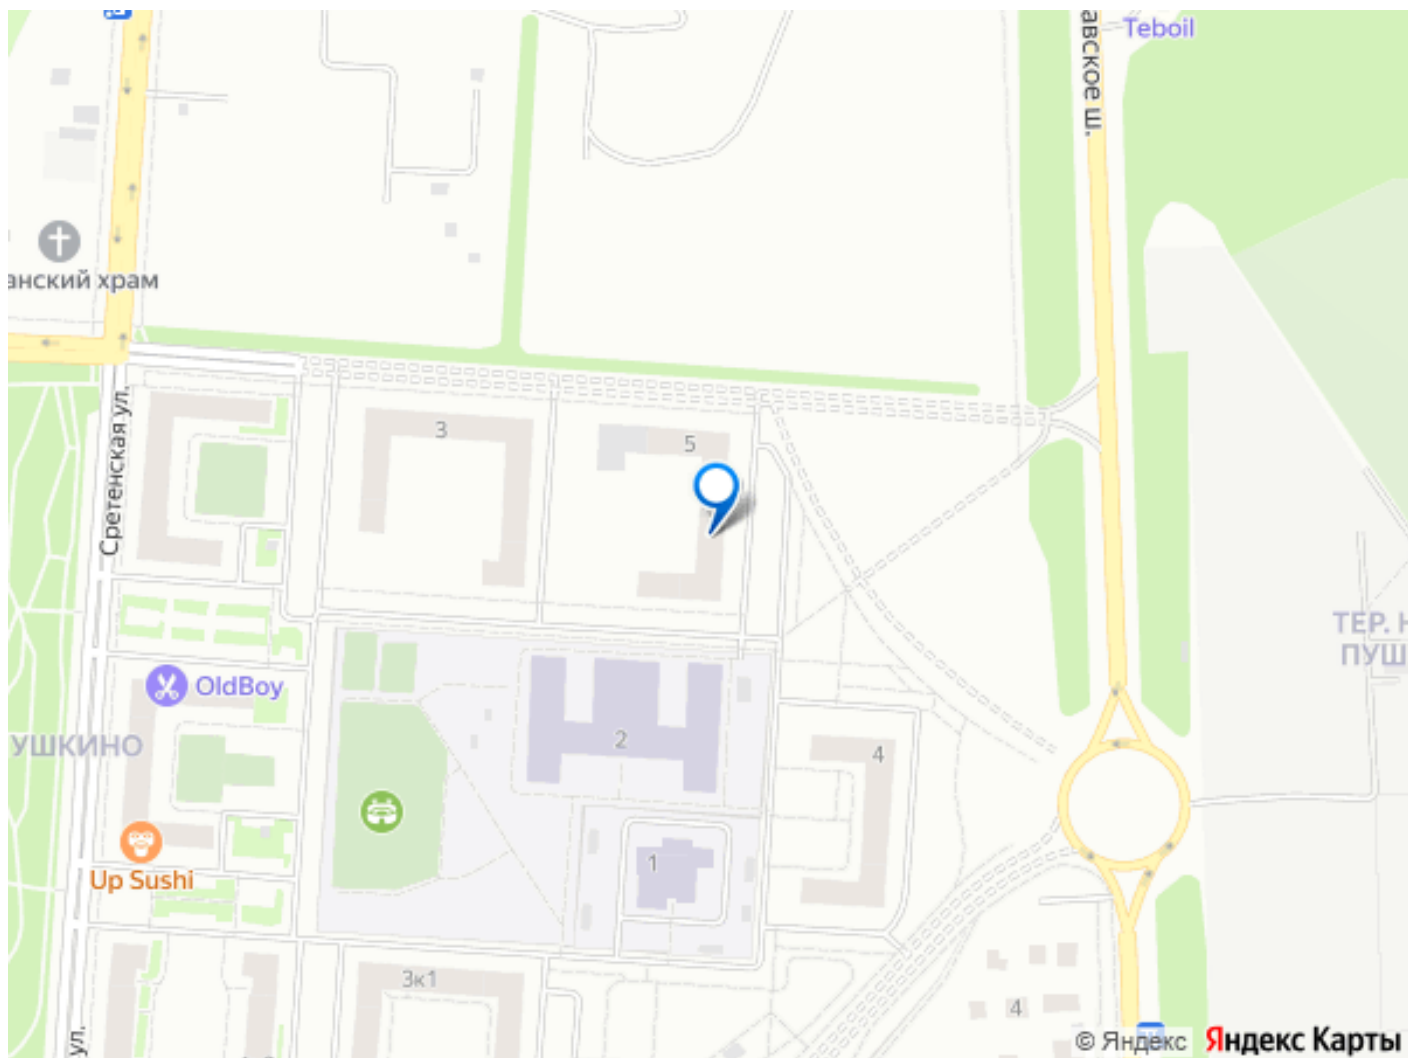 Teboil
авское ш.
анский храм
Сретенская ул.
3
5
OldBoy
УШКИНО
ТЕР. Н
ПУШ
2
4
1
Up Sushi
3к1
4
ул.
© Яндекс Яндекс Карты